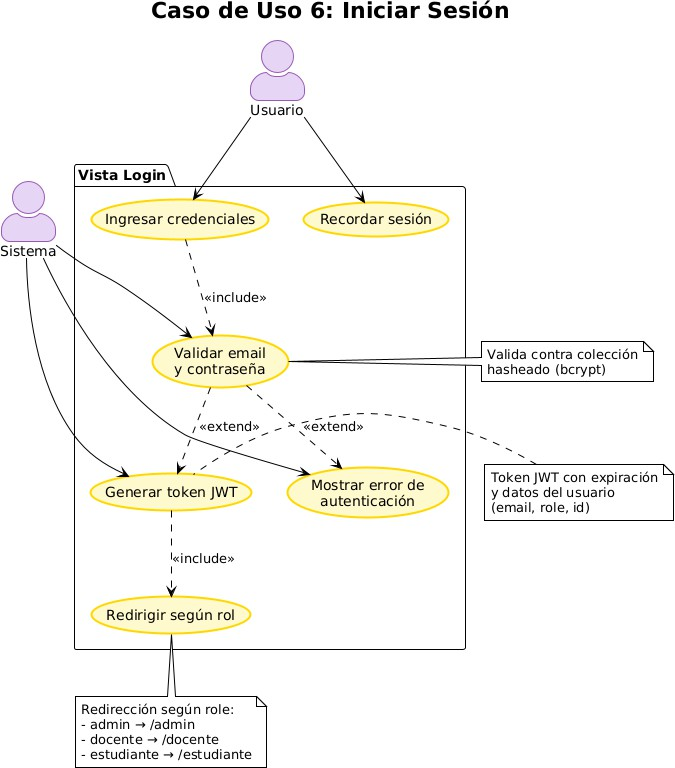 Caso de Uso 6: Iniciar Sesión
Usuario
Vista Login
Sistema
Ingresar credenciales
Recordar sesión
«include»
Validar email
y contraseña
Valida contra colección
hasheado (bcrypt)
«extend»
«extend»
Generar token JWT
Mostrar error de
autenticación
Token JWT con expiración
y datos del usuario
(email, role, id)
«include»
Redirigir según rol
Redirección según role:
- admin → /admin
- docente → /docente
- estudiante → /estudiante